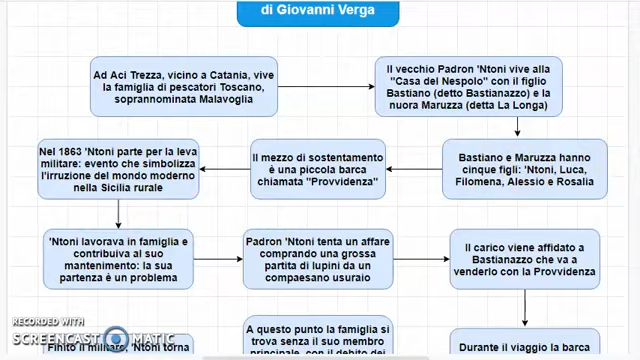 di Giovanni Verga
Ad Aci Trezza, vicino a Catania, vive
la famiglia di pescatori Toscano,
soprannominata Malavoglia
Il vecchio Padron 'Ntoni vive alla
"Casa del Nespolo" con il figlio
Bastiano (detto Bastianazzo) e la
nuora Maruzza (detta La Longa)
Bastiano e Maruzza hanno
cinque figli: 'Ntoni, Luca,
Filomena, Alessio e Rosalia
Il mezzo di sostentamento
è una piccola barca
chiamata "Provvidenza"
Nel 1863 'Ntoni parte per la leva
militare: evento che simbolizza
l'irruzione del mondo moderno
nella Sicilia rurale
'Ntoni lavorava in famiglia e
contribuiva al suo
mantenimento: la sua
partenza è un problema
Padron 'Ntoni tenta un affare
comprando una grossa
partita di lupini da un
compaesano usuraio
Il carico viene affidato a
Bastianazzo che va a
venderlo con la Provvidenza
Durante il viaggio la barca
A questo punto la famiglia si
trova senza il suo membro
principale, con il debito dei
Finito il militare, 'Ntoni torna
RECORDED WITH
SCREENCAST MATIC